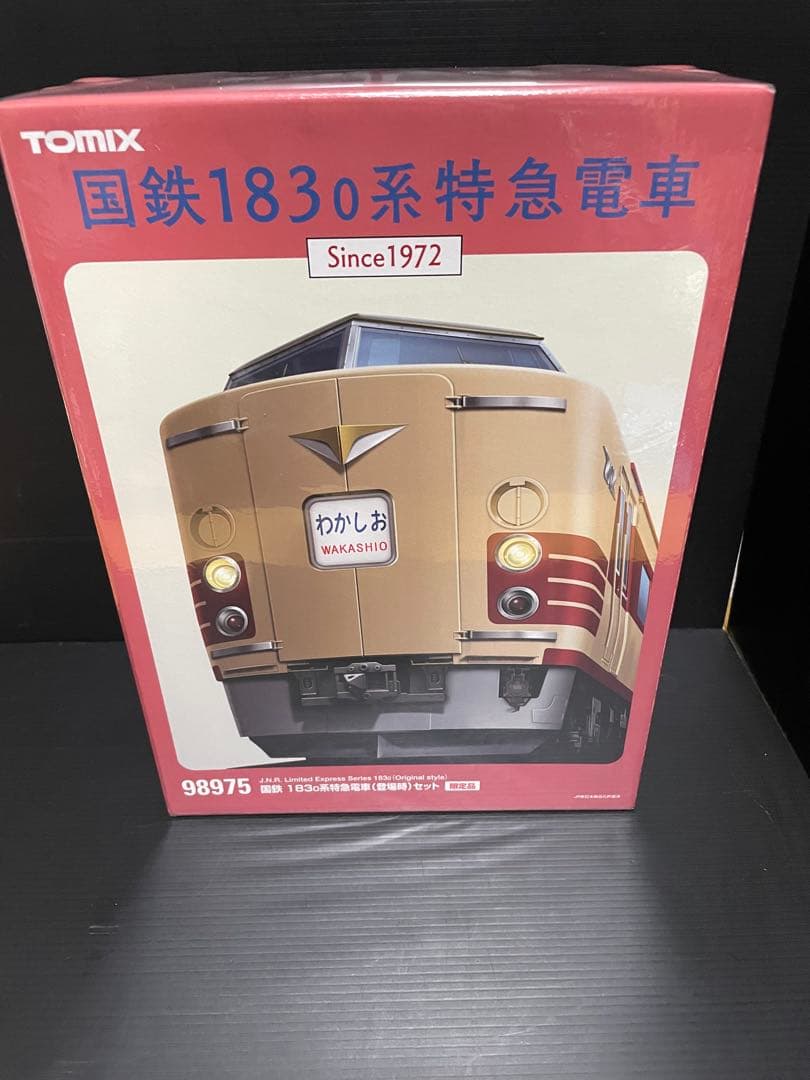 TOMIX
国鉄183０系特急電車
Since1972
わかしお
WAKASHIO
98975
J.N.R. Limited Express Series 183₀(Original style)
国鉄 183０系特急電車(登場時)セット 限定品